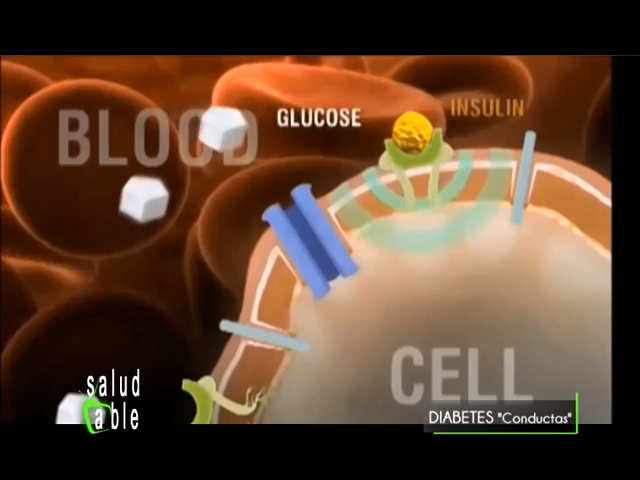 BLOOD
GLUCOSE
INSULIN
CELL
salud
able
DIABETES "Conductas"